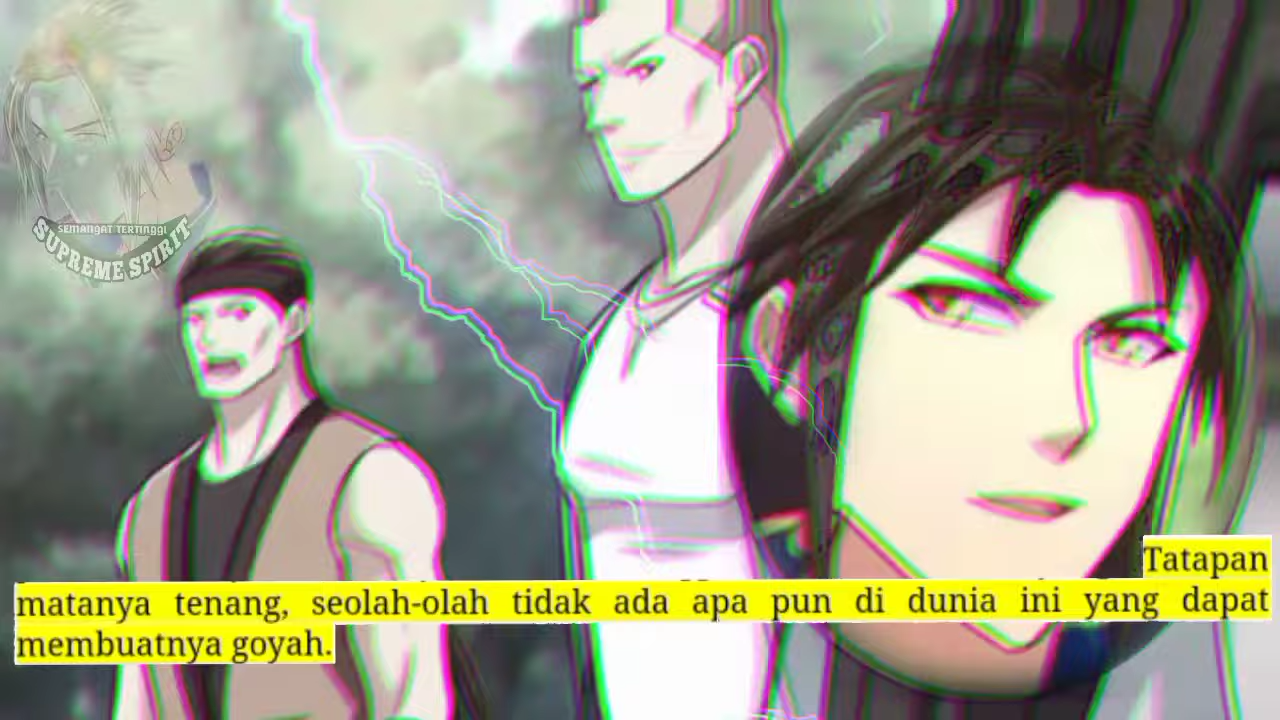 SEMANGAT TERTINGGI
SUPREME SPIRIT
Tatapan
matanya tenang, seolah-olah tidak ada apa pun di dunia ini yang dapat
membuatnya goyah.